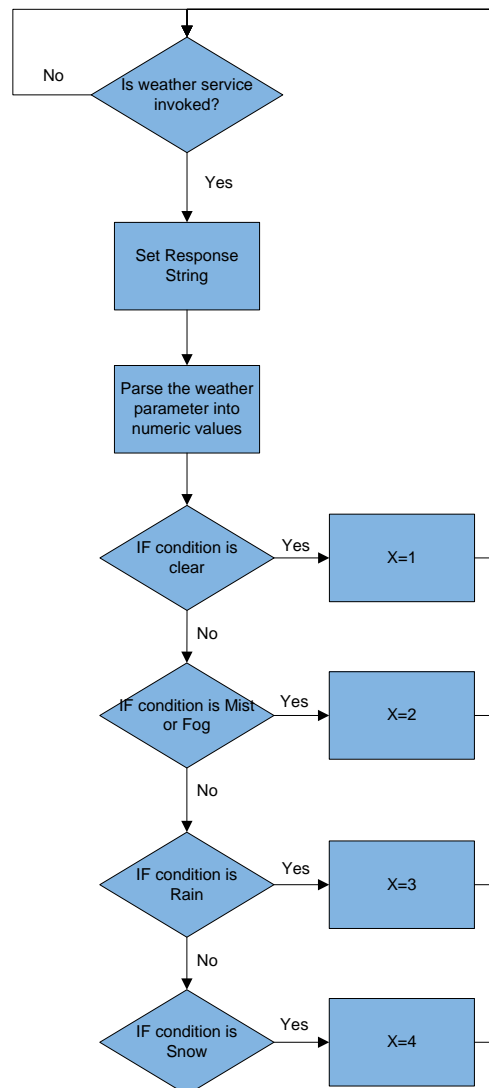 No
Is weather service
invoked?
Yes
Set Response
String
Parse the weather
parameter into
numeric values
IF condition is
clear
Yes
X=1
No
IF condition is Mist
or Fog
Yes
X=2
No
IF condition is
Rain
Yes
X=3
No
IF condition is
Snow
Yes
X=4